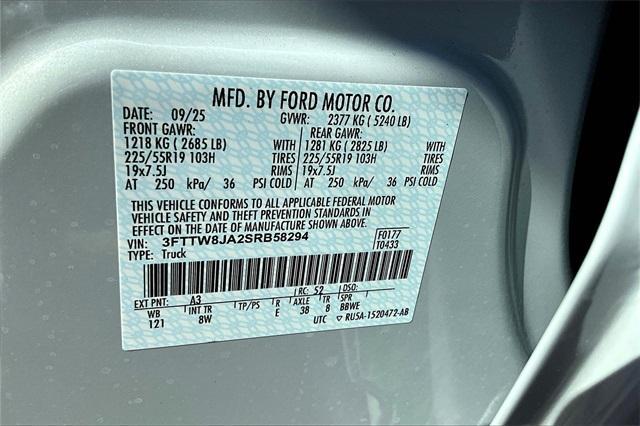 MFD. BY FORD MOTOR CO.
DATE: 09/25 GVWR: 2377 KG ( 5240 LB)
FRONT GAWR: REAR GAWR:
1218 KG ( 2685 LB) WITH 1281 KG ( 2825 LB) WITH
225/55R19 103H TIRES 225/55R19 103H TIRES
19x7.5J RIMS 19x7.5J RIMS
AT 250 kPa/ 36 PSI COLD AT 250 kPa/ 36 PSI COLD
THIS VEHICLE CONFORMS TO ALL APPLICABLE FEDERAL MOTOR
VEHICLE SAFETY AND THEFT PREVENTION STANDARDS IN
EFFECT ON THE DATE OF MANUFACTURE SHOWN ABOVE.
VIN: 3FTTW8JA2SRB58294 F0177
TYPE: Truck T0433
EXT PNT: A3 RC: 52 DSO:
WB INT TR TP/PS R AXLE TR SPR
121 8W E 38 8 BBWE
UTC RU5A-1520472-AB